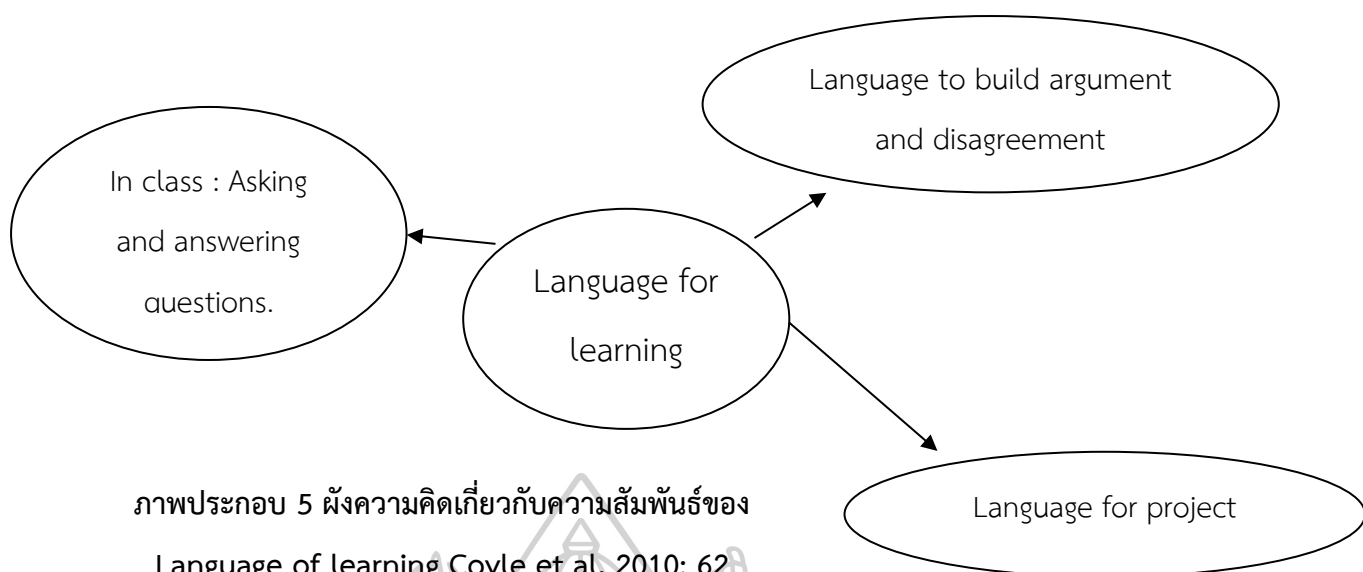 Language to build argument
and disagreement
In class : Asking
and answering
questions.
Language for
learning
Language for project
ภาพประกอบ 5 ผังความคิดเกี่ยวกับความสัมพันธ์ของ
Language of learning Coyle et al. 2010: 62